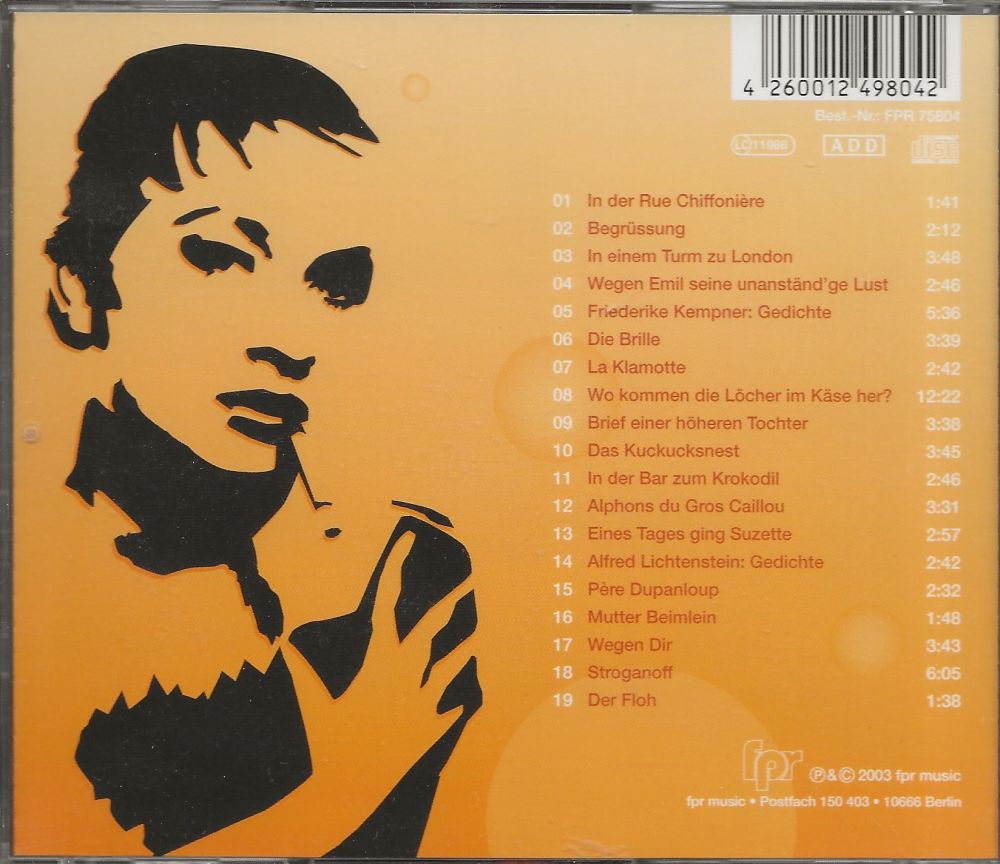 4 260012 498042
Best.-Nr.: FPR 75804
LC 11986 ADD disc
DIGITAL AUDIO
01 In der Rue Chiffonière 1:41
02 Begrüssung 2:12
03 In einem Turm zu London 3:48
04 Wegen Emil seine unanständ'ge Lust 2:46
05 Friederike Kempner: Gedichte 5:36
06 Die Brille 3:39
07 La Klamotte 2:42
08 Wo kommen die Löcher im Käse her? 12:22
09 Brief einer höheren Tochter 3:38
10 Das Kuckucksnest 3:45
11 In der Bar zum Krokodil 2:46
12 Alphons du Gros Caillou 3:31
13 Eines Tages ging Suzette 2:57
14 Alfred Lichtenstein: Gedichte 2:42
15 Père Dupanloup 2:32
16 Mutter Beimlein 1:48
17 Wegen Dir 3:43
18 Stroganoff 6:05
19 Der Floh 1:38
fpr ℗&© 2003 fpr music
fpr music • Postfach 150 403 • 10666 Berlin